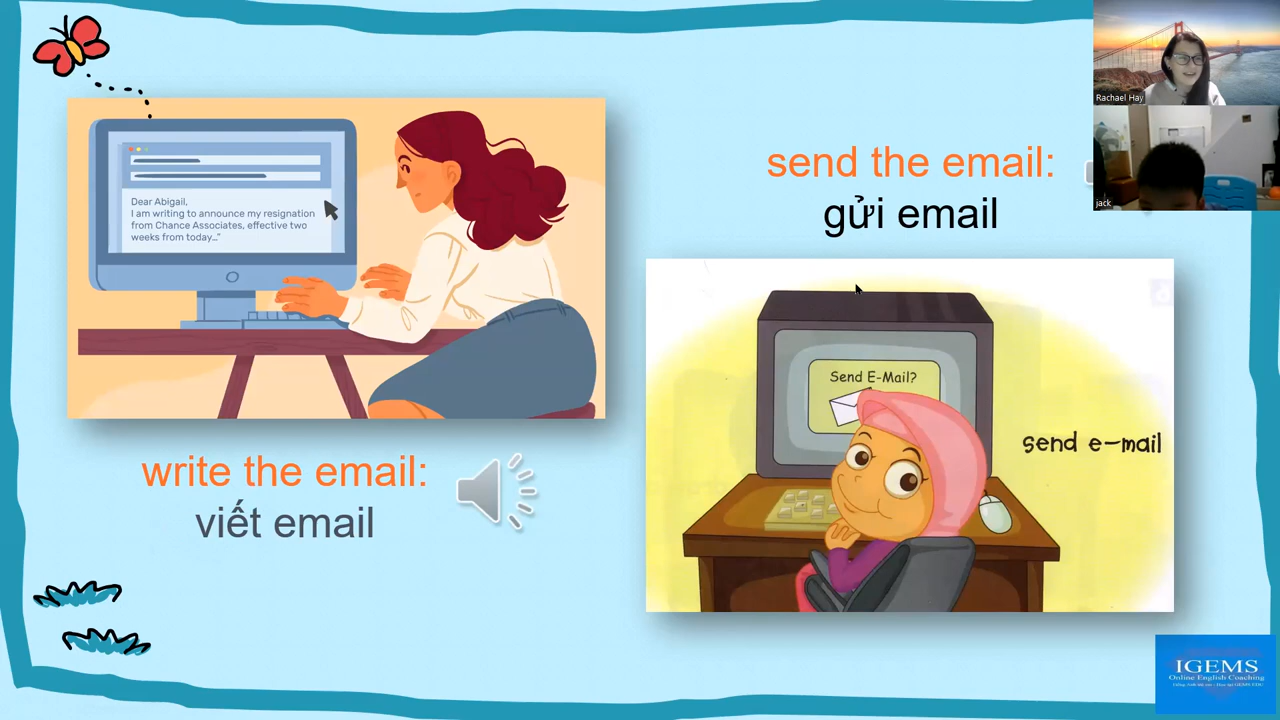 Dear Abigail,
I am writing to announce my resignation
from Chance Associates, effective two
weeks from today..."
write the email:
viết email
send the email:
gửi email
Send E-Mail?
send e-mail
Rachael Hay
jack
IGEMS
Online English Coaching